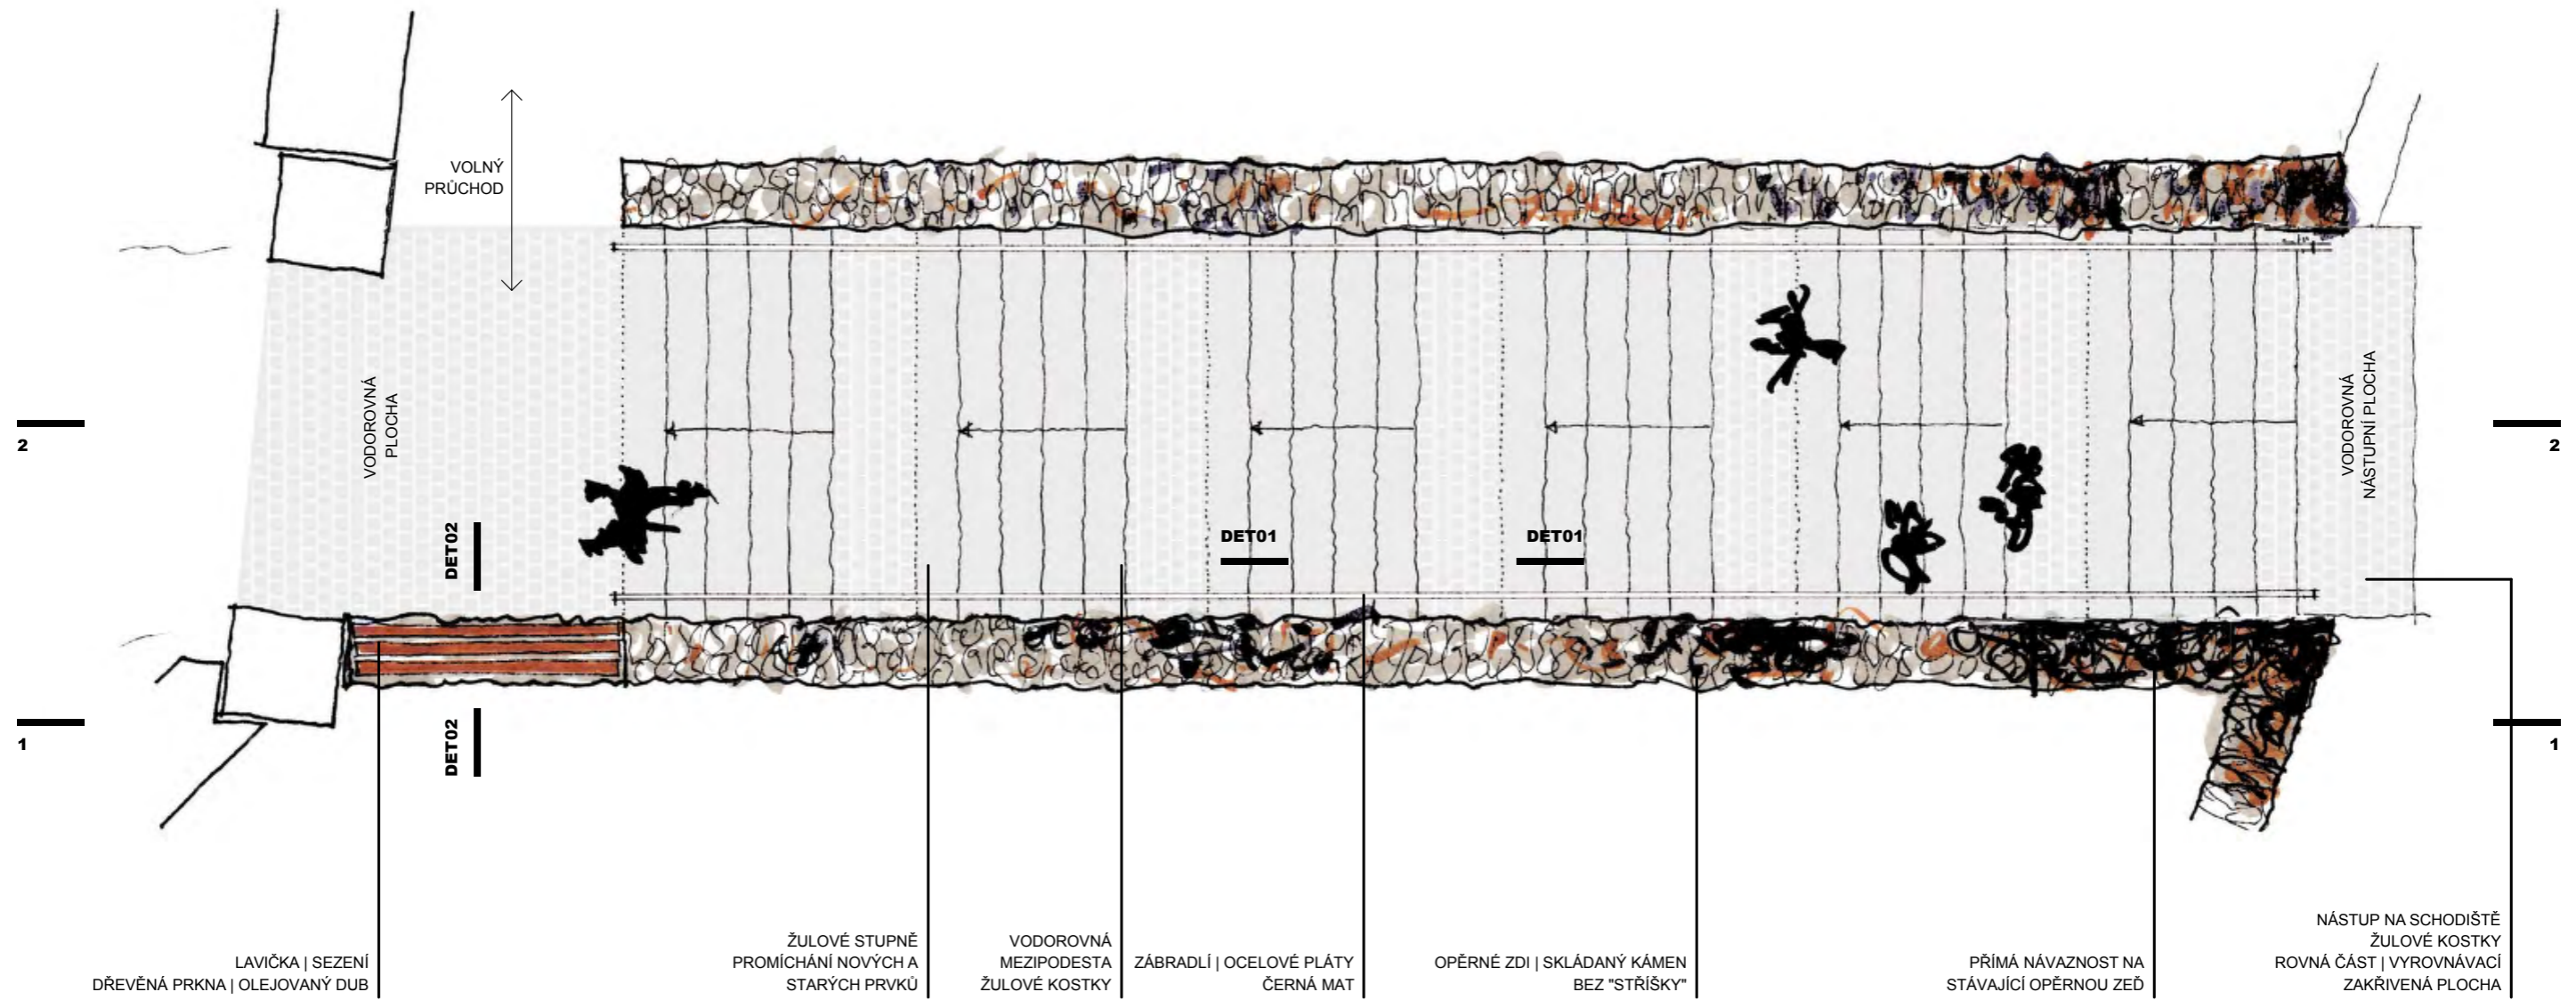 VOLNÝ
PRŮCHOD
VODOROVNÁ
PLOCHA
VODOROVNÁ
NÁSTUPNÍ PLOCHA
2
2
DET02
DET01
DET01
DET02
1
1
LAVIČKA | SEZENÍ
DŘEVĚNÁ PRKNA | OLEJOVANÝ DUB
ŽULOVÉ STUPNĚ
PROMÍCHÁNÍ NOVÝCH A
STARÝCH PRVKŮ
VODOROVNÁ
MEZIPODESTA
ŽULOVÉ KOSTKY
ZÁBRADLÍ | OCELOVÉ PLÁTY
ČERNÁ MAT
OPĚRNÉ ZDI | SKLÁDANÝ KÁMEN
BEZ "STŘÍŠKY"
PŘÍMÁ NÁVAZNOST NA
STÁVAJÍCÍ OPĚRNOU ZEĎ
NÁSTUP NA SCHODIŠTĚ
ŽULOVÉ KOSTKY
ROVNÁ ČÁST | VYROVNÁVACÍ
ZAKŘIVENÁ PLOCHA